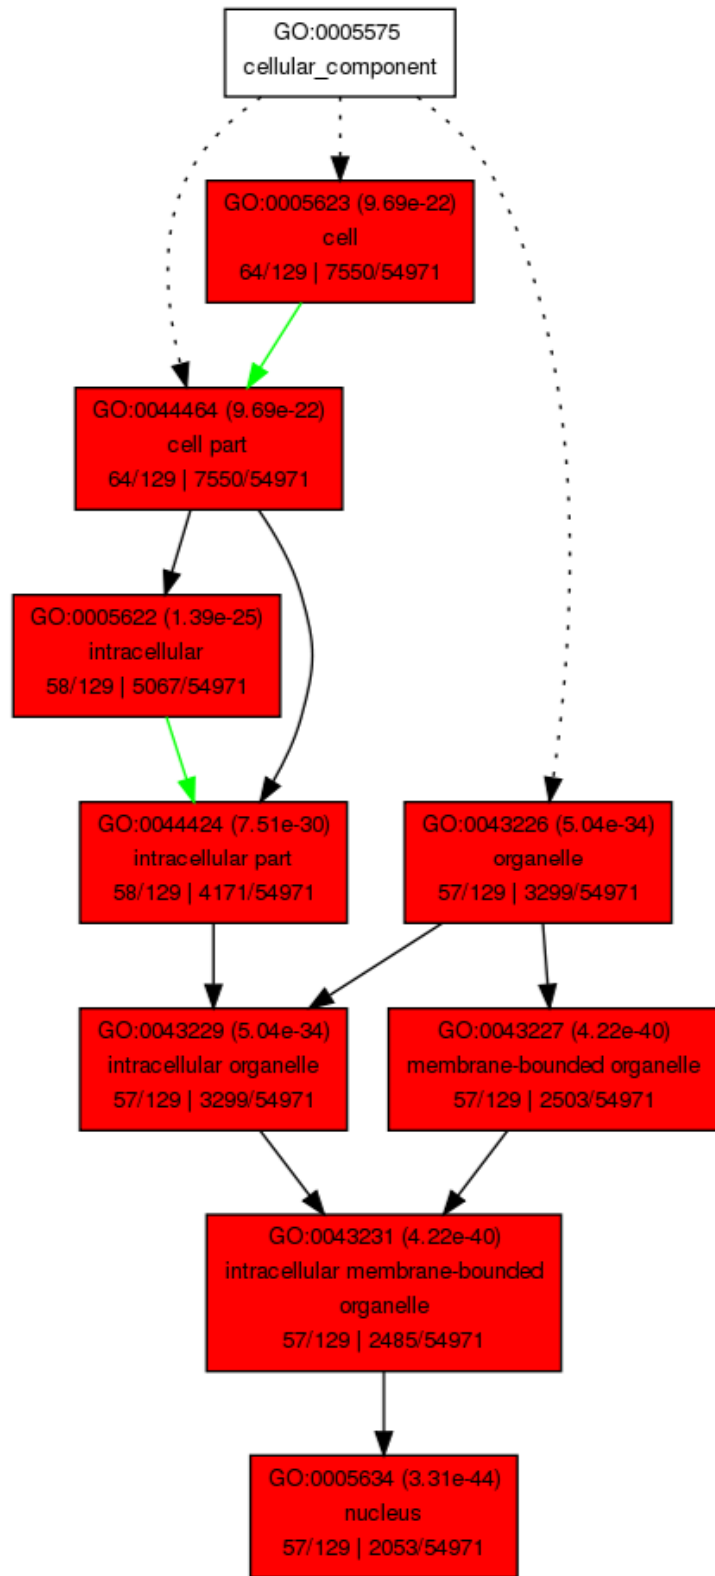 GO:0005575
cellular_component
GO:0005623 (9.69e-22)
cell
64/129 | 7550/54971
GO:0044464 (9.69e-22)
cell part
64/129 | 7550/54971
GO:0005622 (1.39e-25)
intracellular
58/129 | 5067/54971
GO:0044424 (7.51e-30)
intracellular part
58/129 | 4171/54971
GO:0043226 (5.04e-34)
organelle
57/129 | 3299/54971
GO:0043229 (5.04e-34)
intracellular organelle
57/129 | 3299/54971
GO:0043227 (4.22e-40)
membrane-bounded organelle
57/129 | 2503/54971
GO:0043231 (4.22e-40)
intracellular membrane-bounded
organelle
57/129 | 2485/54971
GO:0005634 (3.31e-44)
nucleus
57/129 | 2053/54971